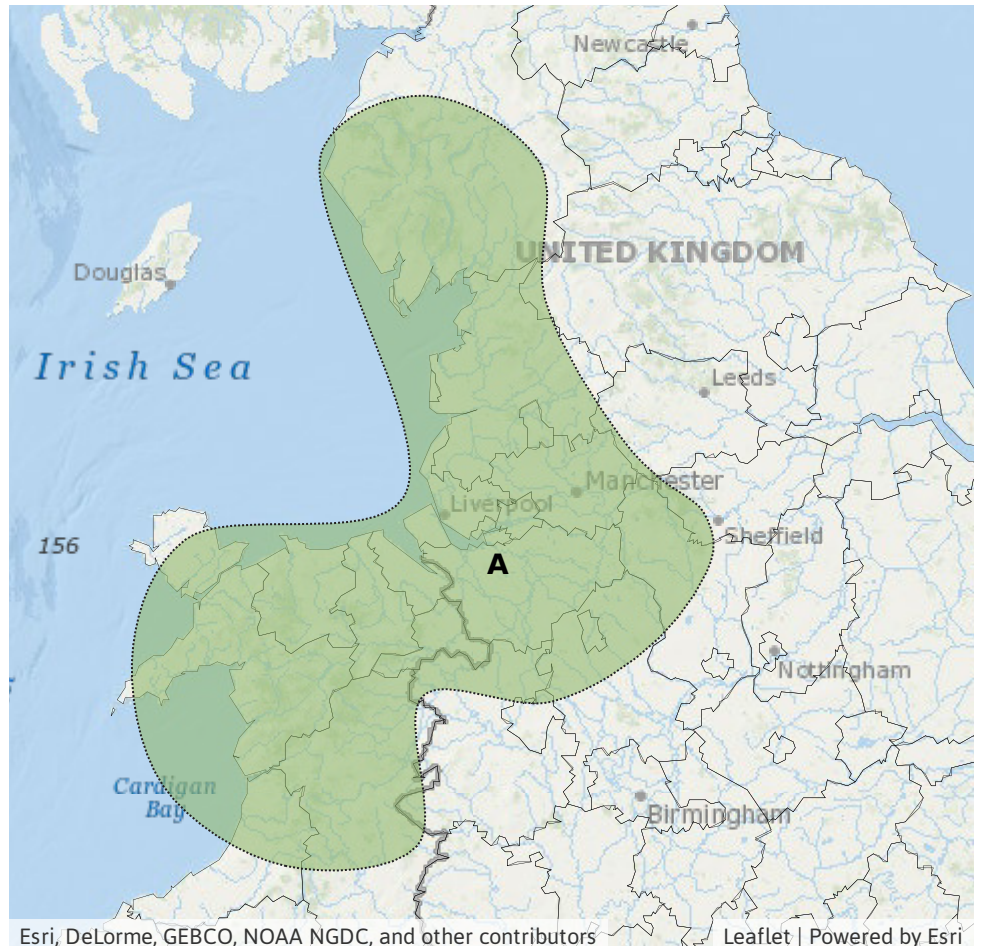 Newcastle
UNITED KINGDOM
Douglas
Irish Sea
Leeds
Manchester
Liverpool
Sheffield
156
A
Nottingham
Cardigan
Bay
Birmingham
Esri, DeLorme, GEBCO, NOAA NGDC, and other contributors
Leaflet | Powered by Esri